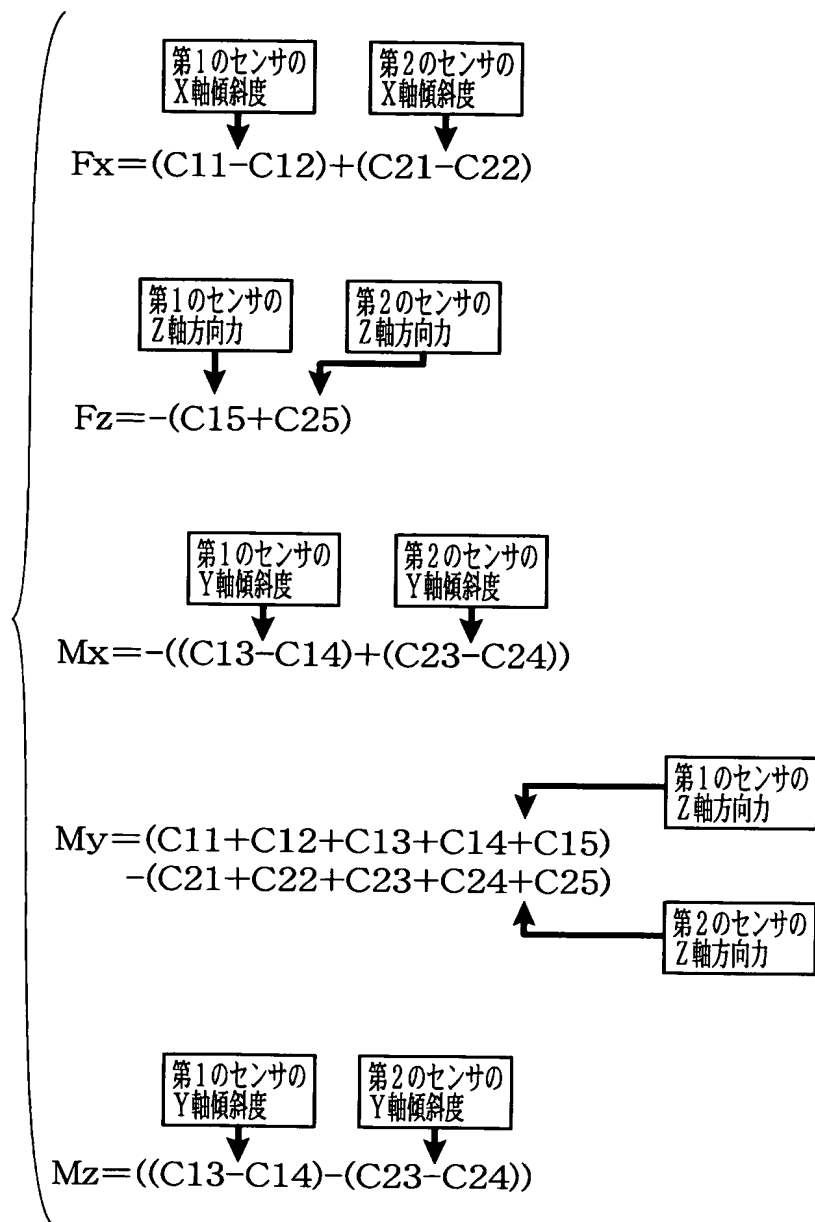 第1のセンサの
X軸傾斜度
第2のセンサの
X軸傾斜度
Fx=(C11-C12)+(C21-C22)
第1のセンサの
Z軸方向力
第2のセンサの
Z軸方向力
Fz=-(C15+C25)
第1のセンサの
Y軸傾斜度
第2のセンサの
Y軸傾斜度
Mx=-((C13-C14)+(C23-C24))
第1のセンサの
Z軸方向力
My=(C11+C12+C13+C14+C15)
-(C21+C22+C23+C24+C25)
第2のセンサの
Z軸方向力
第1のセンサの
Y軸傾斜度
第2のセンサの
Y軸傾斜度
Mz=((C13-C14)-(C23-C24))